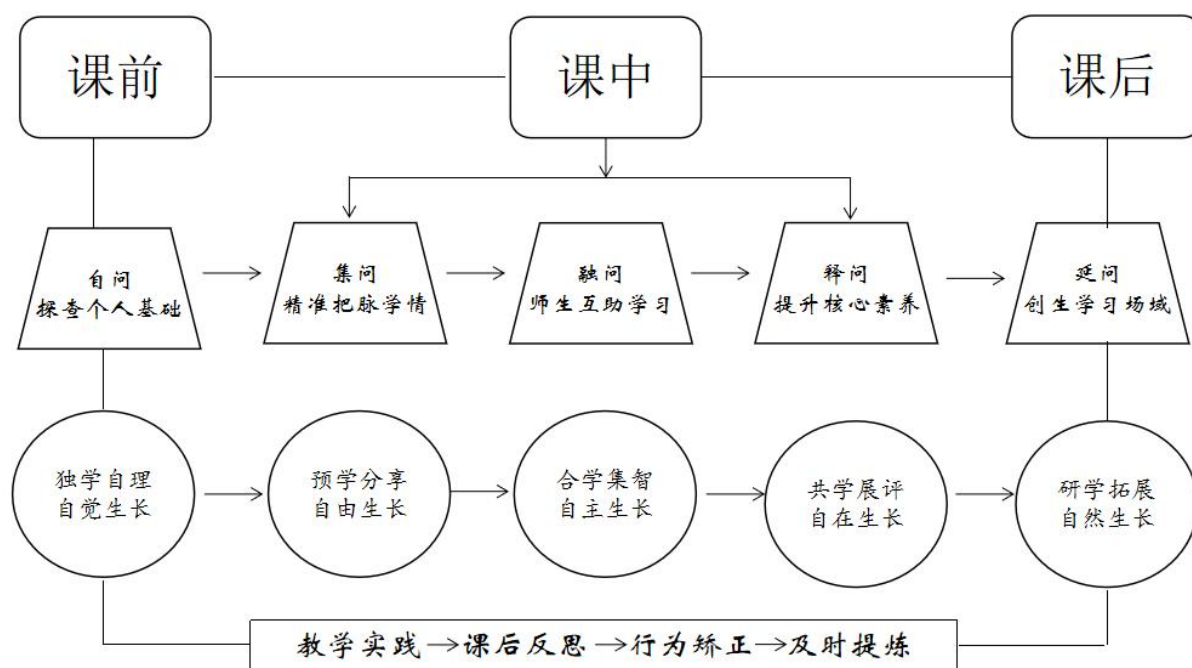 课前
课中
课后
自问
探查个人基础
集问
精准把脉学情
融问
师生互助学习
释问
提升核心素养
延问
创生学习场域
独学自理
自觉生长
预学分享
自由生长
合学集智
自主生长
共学展评
自在生长
研学拓展
自然生长
教学实践→课后反思→行为矫正→及时提炼